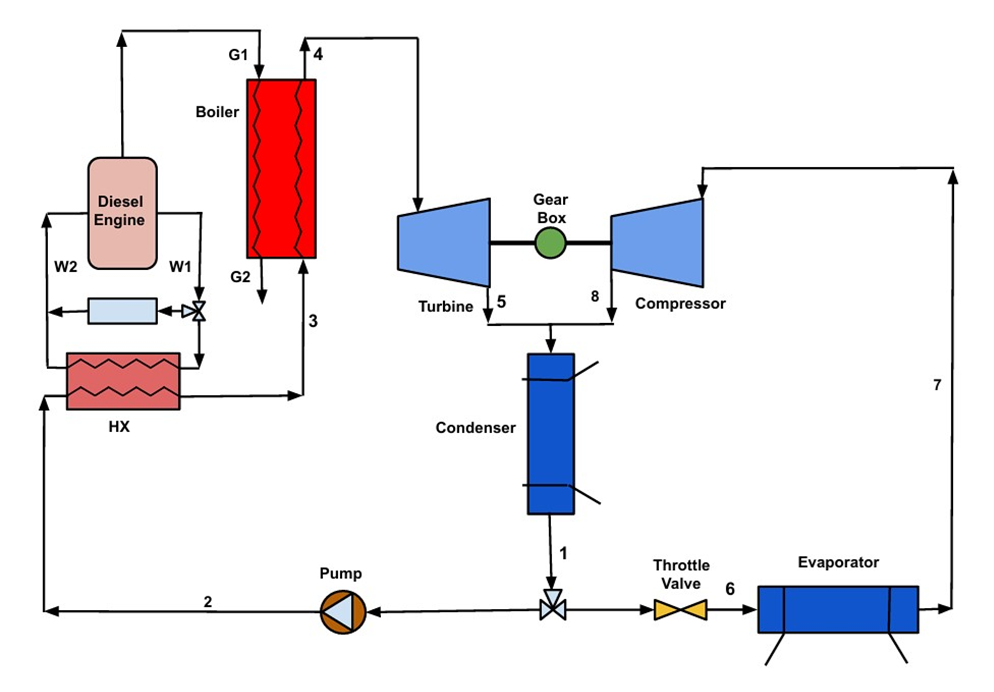 G1
4
Boiler
Diesel
Engine
Gear
Box
W2
W1
G2
Turbine
5
8
Compressor
3
7
HX
Condenser
1
Throttle
Valve
Evaporator
Pump
2
6